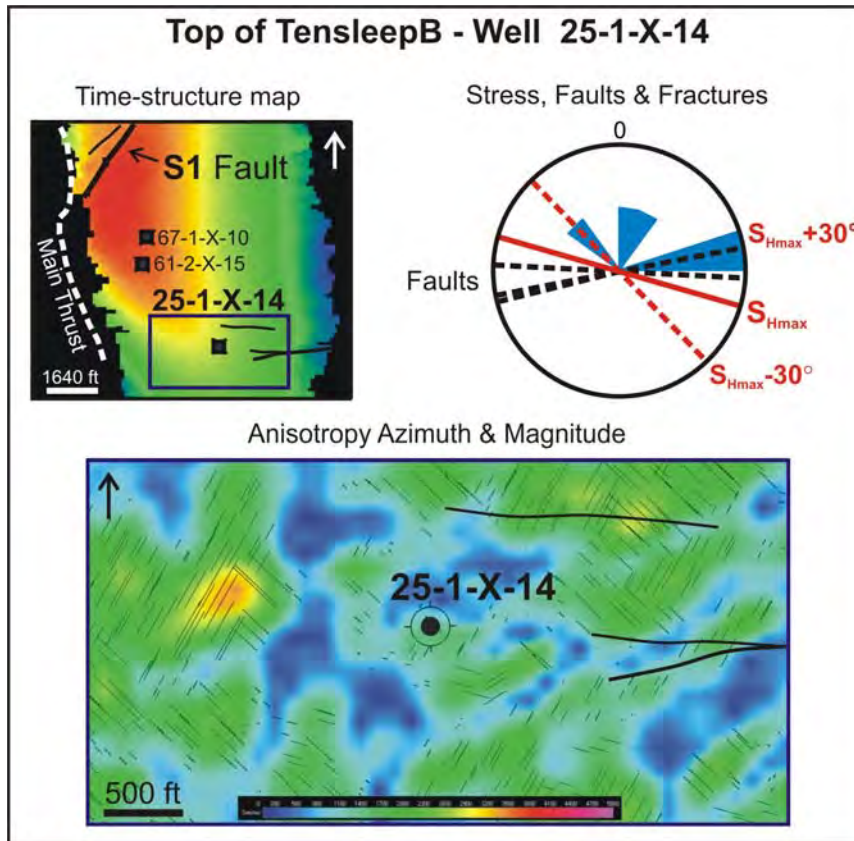 Top of TensleepB - Well 25-1-X-14
Time-structure map
S1 Fault
67-1-X-10
61-2-X-15
25-1-X-14
Main Thrust
1640 ft
Stress, Faults & Fractures
0
SHmax+30°
Faults
SHmax
SHmax-30°
Anisotropy Azimuth & Magnitude
25-1-X-14
500 ft